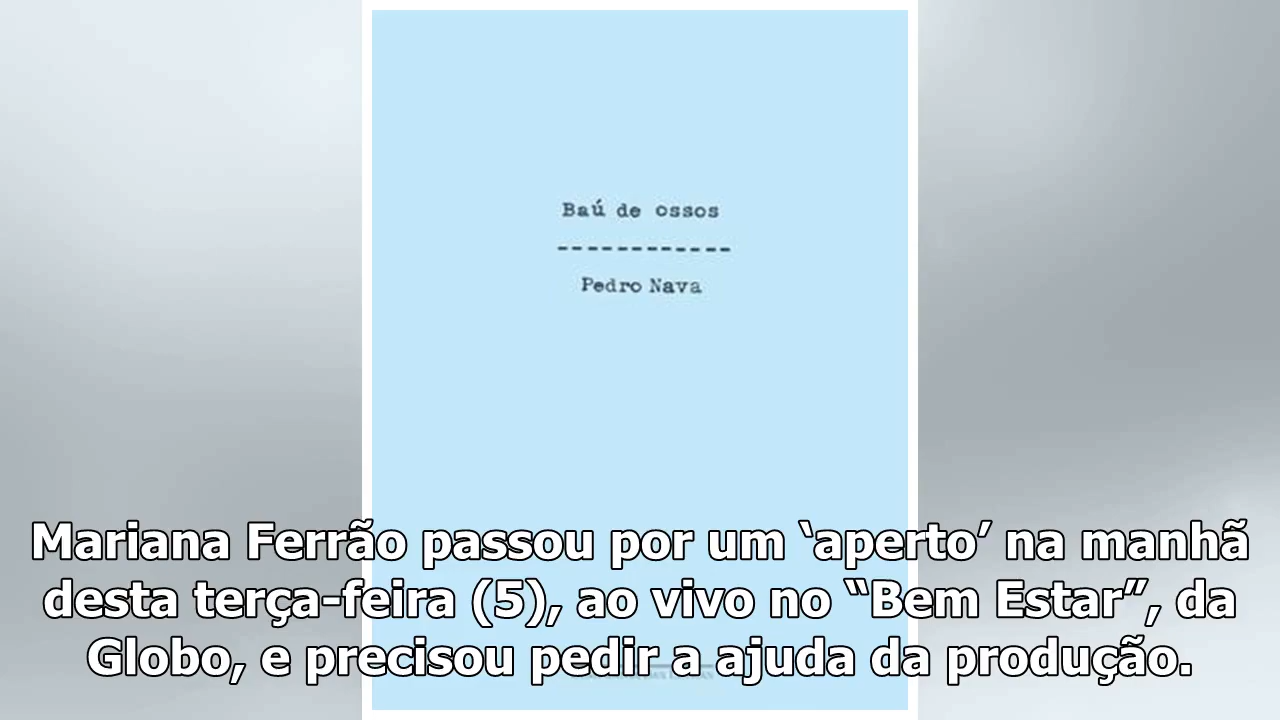 Baú de ossos
------------
Pedro Nava
Mariana Ferrão passou por um ‘aperto’ na manhã
desta terça-feira (5), ao vivo no “Bem Estar”, da
Globo, e precisou pedir a ajuda da produção.